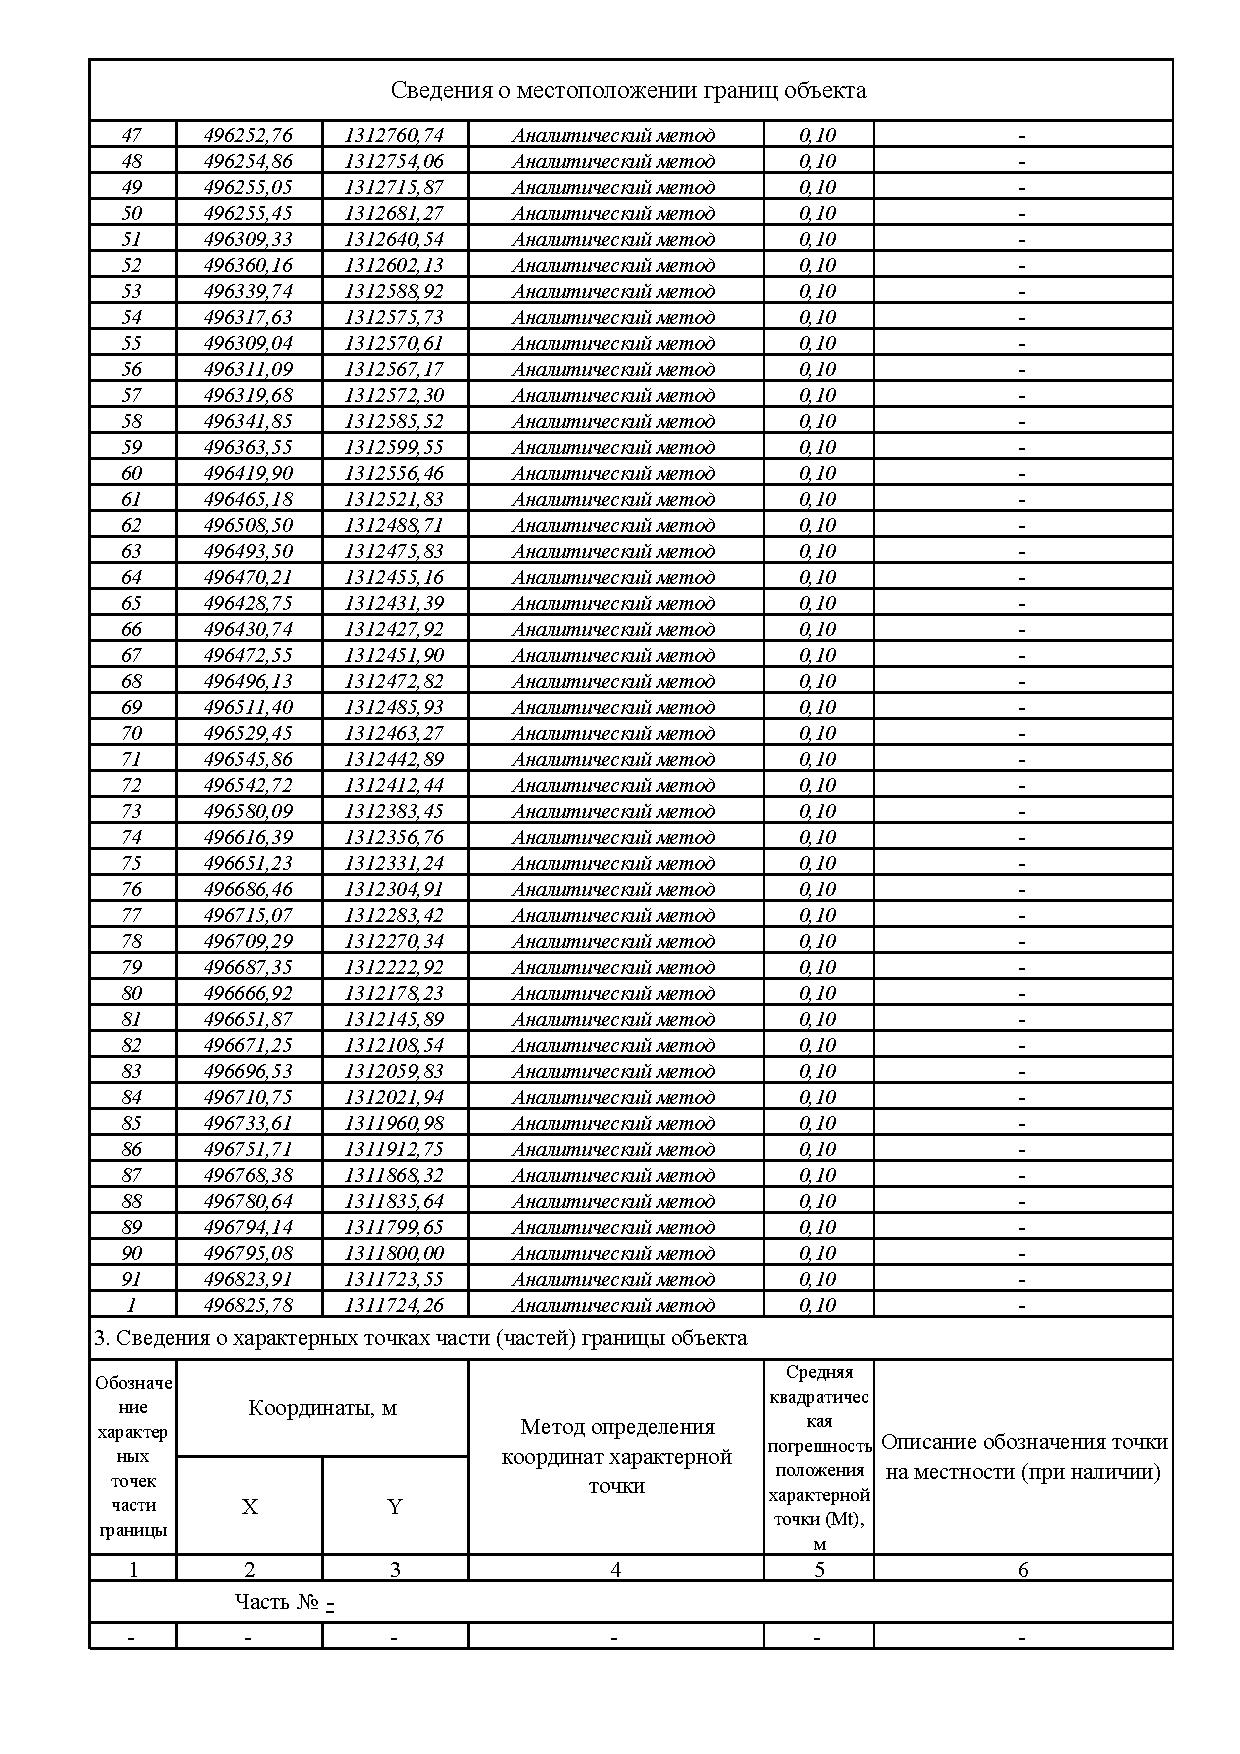 Сведения о местоположении границ объекта
47 496252,76 1312760,74 Аналитический метод 0,10 -
48 496254,86 1312754,06 Аналитический метод 0,10 -
49 496255,05 1312715,87 Аналитический метод 0,10 -
50 496255,45 1312681,27 Аналитический метод 0,10 -
51 496309,33 1312640,54 Аналитический метод 0,10 -
52 496360,16 1312602,13 Аналитический метод 0,10 -
53 496339,74 1312588,92 Аналитический метод 0,10 -
54 496317,63 1312575,73 Аналитический метод 0,10 -
55 496309,04 1312570,61 Аналитический метод 0,10 -
56 496311,09 1312567,17 Аналитический метод 0,10 -
57 496319,68 1312572,30 Аналитический метод 0,10 -
58 496341,85 1312585,52 Аналитический метод 0,10 -
59 496363,55 1312599,55 Аналитический метод 0,10 -
60 496419,90 1312556,46 Аналитический метод 0,10 -
61 496465,18 1312521,83 Аналитический метод 0,10 -
62 496508,50 1312488,71 Аналитический метод 0,10 -
63 496493,50 1312475,83 Аналитический метод 0,10 -
64 496470,21 1312455,16 Аналитический метод 0,10 -
65 496428,75 1312431,39 Аналитический метод 0,10 -
66 496430,74 1312427,92 Аналитический метод 0,10 -
67 496472,55 1312451,90 Аналитический метод 0,10 -
68 496496,13 1312472,82 Аналитический метод 0,10 -
69 496511,40 1312485,93 Аналитический метод 0,10 -
70 496529,45 1312463,27 Аналитический метод 0,10 -
71 496545,86 1312442,89 Аналитический метод 0,10 -
72 496542,72 1312412,44 Аналитический метод 0,10 -
73 496580,09 1312383,45 Аналитический метод 0,10 -
74 496616,39 1312356,76 Аналитический метод 0,10 -
75 496651,23 1312331,24 Аналитический метод 0,10 -
76 496686,46 1312304,91 Аналитический метод 0,10 -
77 496715,07 1312283,42 Аналитический метод 0,10 -
78 496709,29 1312270,34 Аналитический метод 0,10 -
79 496687,35 1312222,92 Аналитический метод 0,10 -
80 496666,92 1312178,23 Аналитический метод 0,10 -
81 496651,87 1312145,89 Аналитический метод 0,10 -
82 496671,25 1312108,54 Аналитический метод 0,10 -
83 496696,53 1312059,83 Аналитический метод 0,10 -
84 496710,75 1312021,94 Аналитический метод 0,10 -
85 496733,61 1311960,98 Аналитический метод 0,10 -
86 496751,71 1311912,75 Аналитический метод 0,10 -
87 496768,38 1311868,32 Аналитический метод 0,10 -
88 496780,64 1311835,64 Аналитический метод 0,10 -
89 496794,14 1311799,65 Аналитический метод 0,10 -
90 496795,08 1311800,00 Аналитический метод 0,10 -
91 496823,91 1311723,55 Аналитический метод 0,10 -
1 496825,78 1311724,26 Аналитический метод 0,10 -
3. Сведения о характерных точках части (частей) границы объекта
Обозначе
ние
характер
ных
точек
части
границы
Координаты, м
X Y
Метод определения
координат характерной
точки
Средняя
квадратичес
кая
погрешность
положения
характерной
точки (Mt),
м
Описание обозначения точки
на местности (при наличии)
1 2 3 4 5 6
Часть № -
- - - - - -